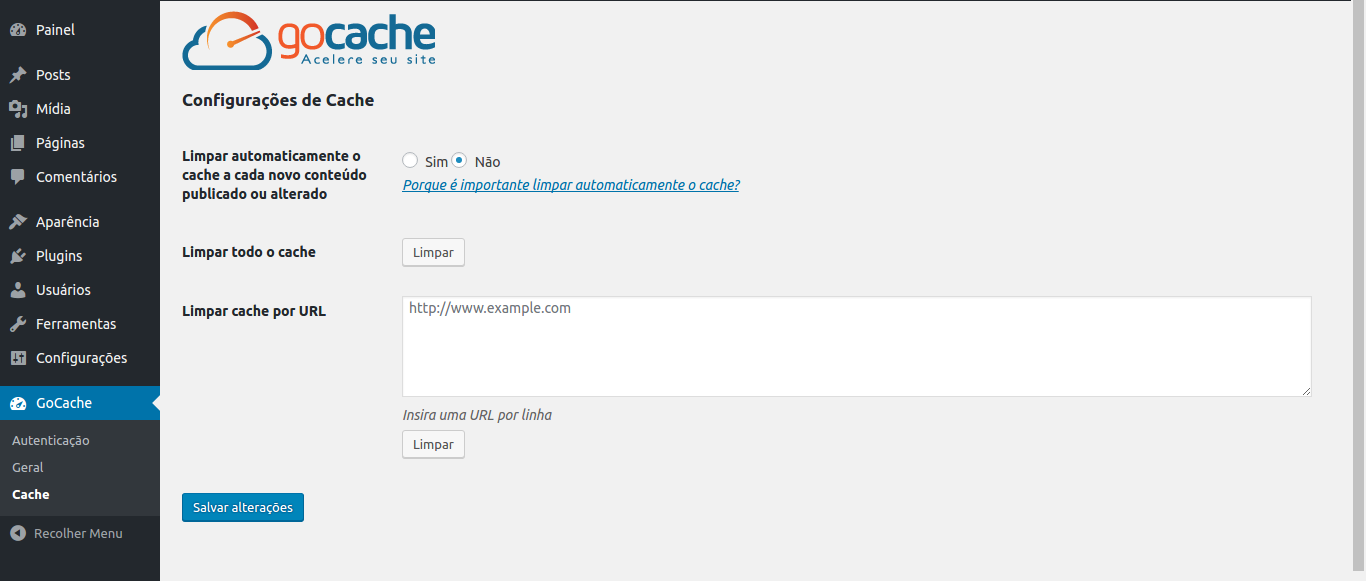 Painel
Posts
Mídia
Páginas
Comentários
Aparência
Plugins
Usuários
Ferramentas
Configurações
GoCache
Autenticação
Geral
Cache
Recolher Menu
gocache
Acelere seu site
Configurações de Cache
Limpar automaticamente o
cache a cada novo conteúdo
publicado ou alterado
Sim Não
Porque é importante limpar automaticamente o cache?
Limpar todo o cache
Limpar
Limpar cache por URL
http://www.example.com
Insira uma URL por linha
Limpar
Salvar alterações